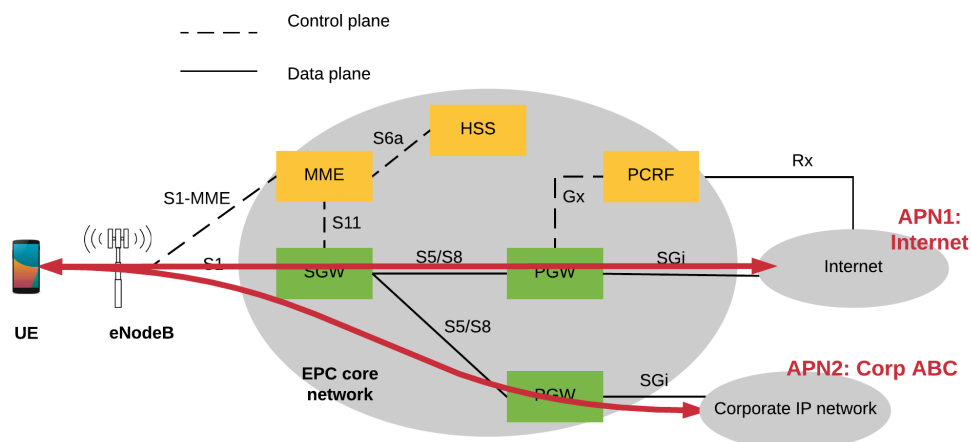 Control plane
Data plane
HSS
S6a
MME
PCRF
Rx
Gx
S1-MME
S11
APN1:
Internet
S1
SGW
S5/S8
PGW
SGi
Internet
UE
eNodeB
S5/S8
EPC core
network
APN2: Corp ABC
PGW
SGi
Corporate IP network